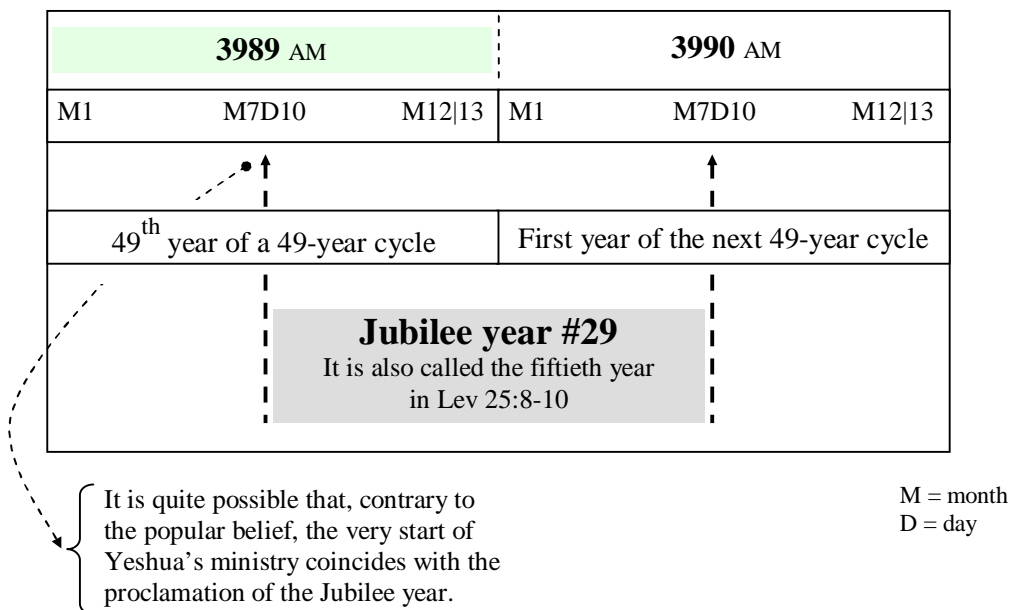 3989 AM 3990 AM
M1 M7D10 M12|13 M1 M7D10 M12|13
49th year of a 49-year cycle First year of the next 49-year cycle
Jubilee year #29
It is also called the fiftieth year
in Lev 25:8-10
It is quite possible that, contrary to
the popular belief, the very start of
Yeshua’s ministry coincides with the
proclamation of the Jubilee year.
M = month
D = day